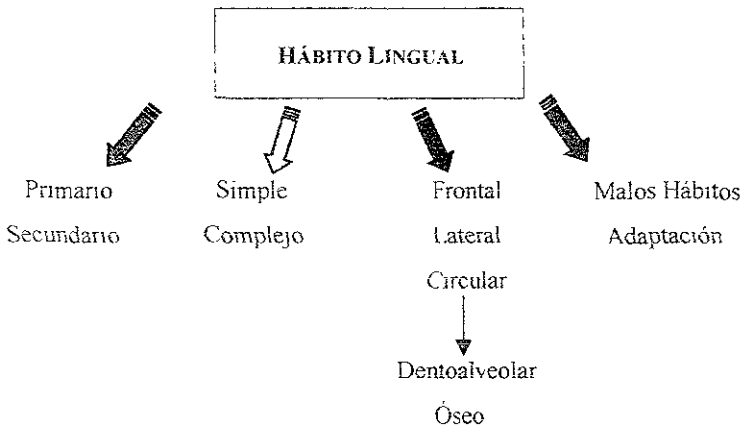 HÁBITO LINGUAL
Primario Simple Frontal Malos Hábitos
Secundario Complejo Lateral Adaptación
Circular
Dentoalveolar
Óseo